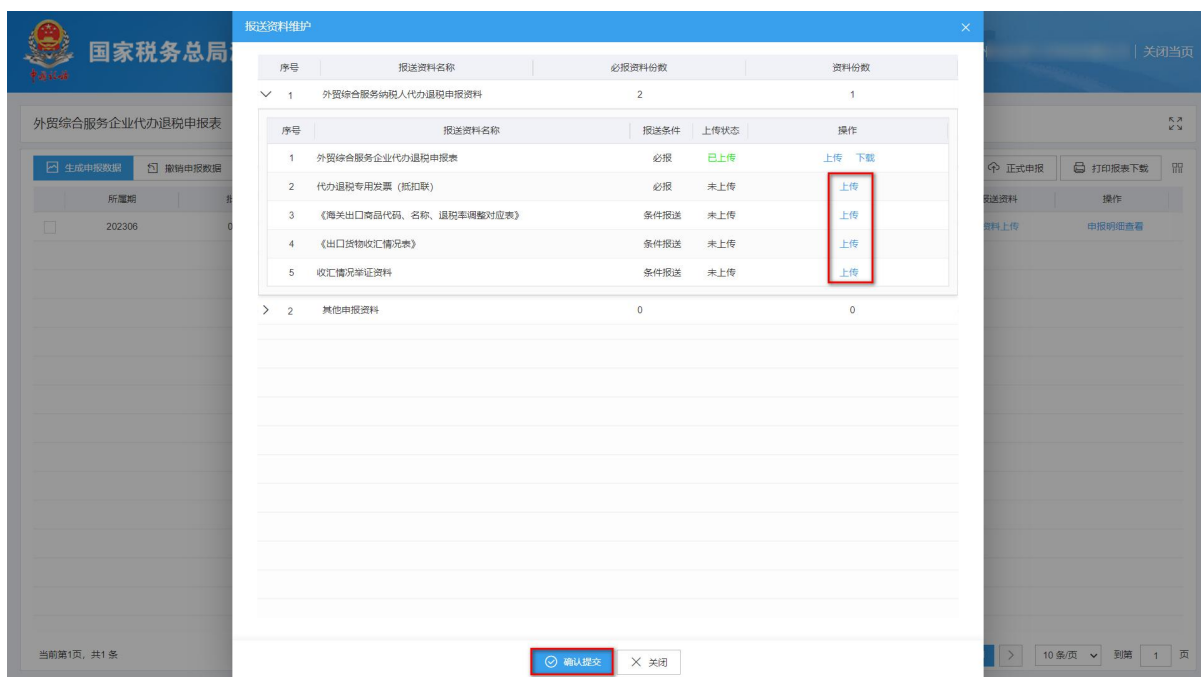 报送资料维护
国家税务总局
关闭当页
序号 报送资料名称 必报资料份数 资料份数
1 外贸综合服务纳税人代办退税申报资料 2 1
外贸综合服务企业代办退税申报表
序号 报送资料名称 报送条件 上传状态 操作
1 外贸综合服务企业代办退税申报表 必报 已上传 上传 下载
生成申报数据 撤销申报数据 正式申报 打印报表下载
2 代办退税专用发票 (抵扣联) 必报 未上传 上传
所属期 报送资料 操作
3 《海关出口商品代码、名称、退税率调整对应表》 条件报送 未上传 上传
202306 0 资料上传 申报明细查看
4 《出口货物收汇情况表》 条件报送 未上传 上传
5 收汇情况举证资料 条件报送 未上传 上传
2 其他申报资料 0 0
当前第1页, 共1条
确认提交 关闭
10 条/页 到第 1 页